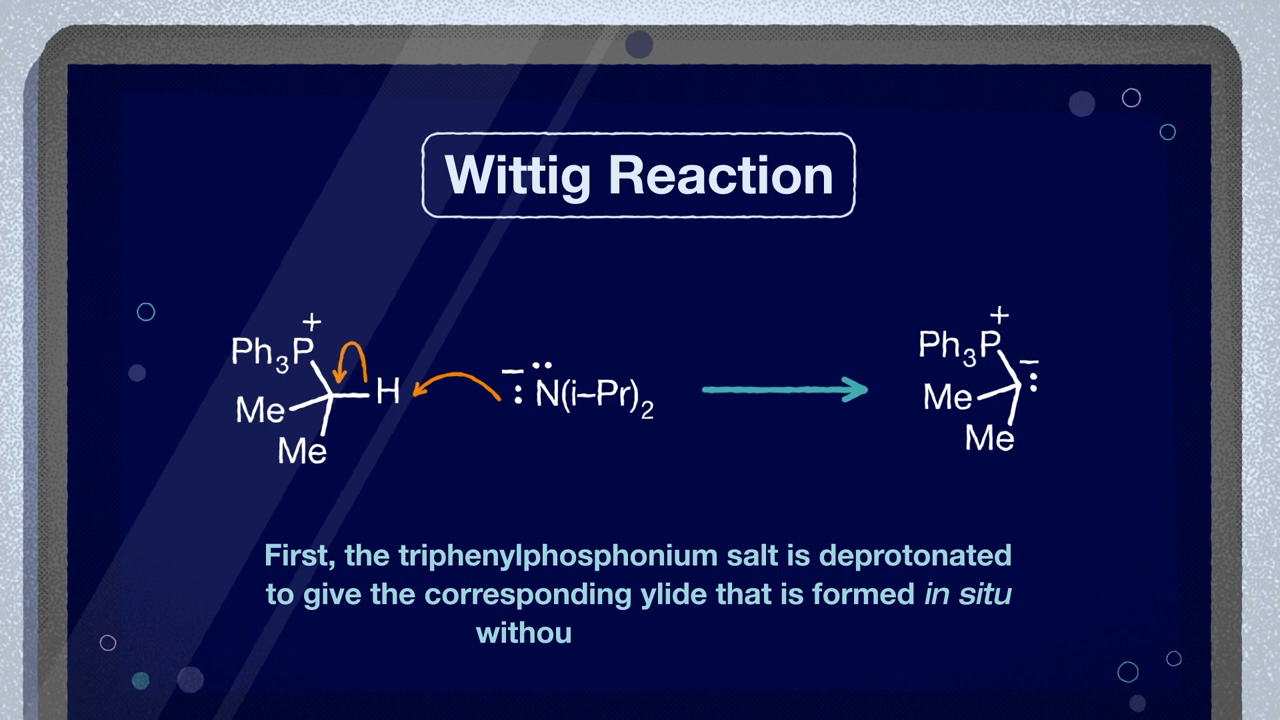 Wittig Reaction
+
Ph₃P
H
Me
Me
− :N̈(i–Pr)₂
+
Ph₃P
− :
Me
Me
First, the triphenylphosphonium salt is deprotonated
to give the corresponding ylide that is formed in situ
withou